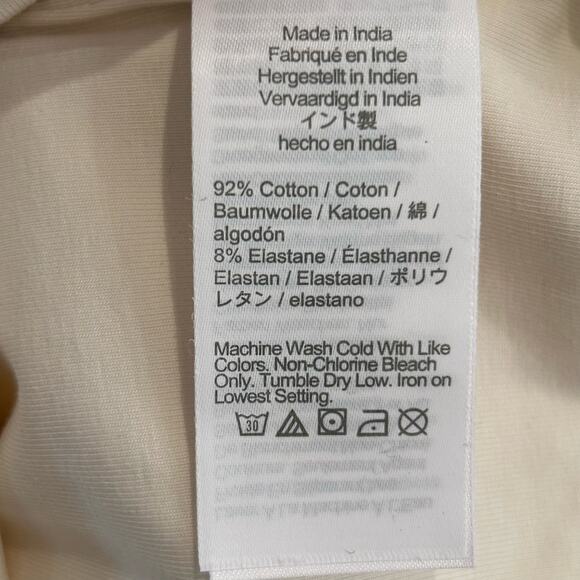 Made in India
Fabriqué en Inde
Hergestellt in Indien
Vervaardigd in India
インド製
hecho en india
92% Cotton / Coton /
Baumwolle / Katoen / 綿 /
algodón
8% Elastane / Élasthanne /
Elastan / Elastaan / ポリウ
レタン / elastano
Machine Wash Cold With Like
Colors. Non-Chlorine Bleach
Only. Tumble Dry Low. Iron on
Lowest Setting.
30